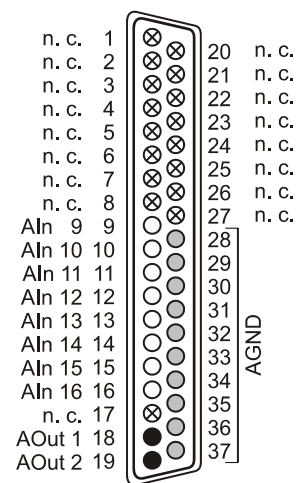 n. c. 1
n. c. 2
n. c. 3
n. c. 4
n. c. 5
n. c. 6
n. c. 7
n. c. 8
AIn 9 9
AIn 10 10
AIn 11 11
AIn 12 12
AIn 13 13
AIn 14 14
AIn 15 15
AIn 16 16
n. c. 17
AOut 1 18
AOut 2 19
20 n. c.
21 n. c.
22 n. c.
23 n. c.
24 n. c.
25 n. c.
26 n. c.
27 n. c.
28
29
30
31
32
33
34
35
36
37
AGND